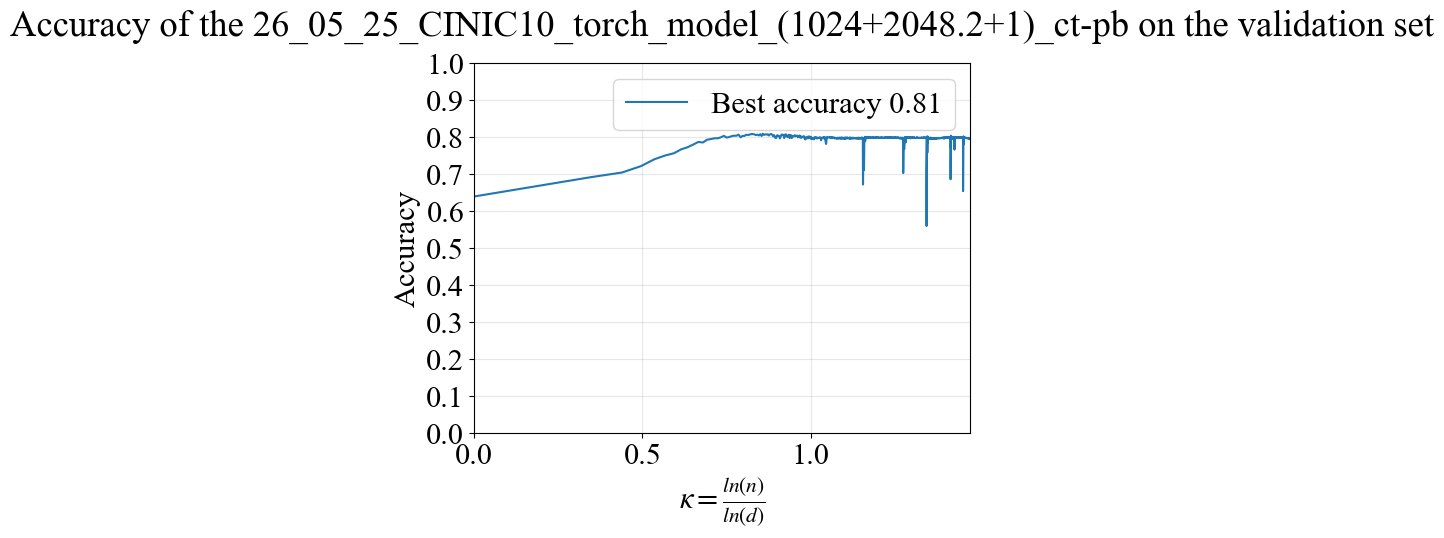 Accuracy of the 26_05_25_CINIC10_torch_model_(1024+2048.2+1)_ct-pb on the validation set
Best accuracy 0.81
Accuracy
1.0
0.9
0.8
0.7
0.6
0.5
0.4
0.3
0.2
0.1
0.0
0.0 0.5 1.0
κ = ln(n) / ln(d)